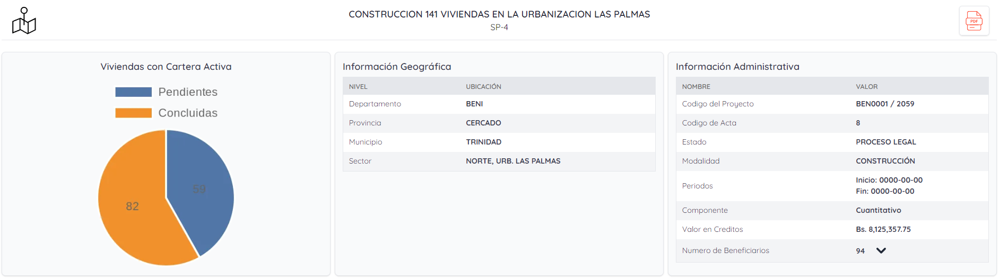 CONSTRUCCION 141 VIVIENDAS EN LA URBANIZACION LAS PALMAS
SP-4
PDF
Viviendas con Cartera Activa
Pendientes
Concluidas
59
82
Información Geográfica
NIVEL UBICACIÓN
Departamento BENI
Provincia CERCADO
Municipio TRINIDAD
Sector NORTE, URB. LAS PALMAS
Información Administrativa
NOMBRE VALOR
Codigo del Proyecto BEN0001 / 2059
Codigo de Acta 8
Estado PROCESO LEGAL
Modalidad CONSTRUCCIÓN
Periodos Inicio: 0000-00-00
Fin: 0000-00-00
Componente Cuantitativo
Valor en Creditos Bs. 8,125,357.75
Numero de Beneficiarios 94